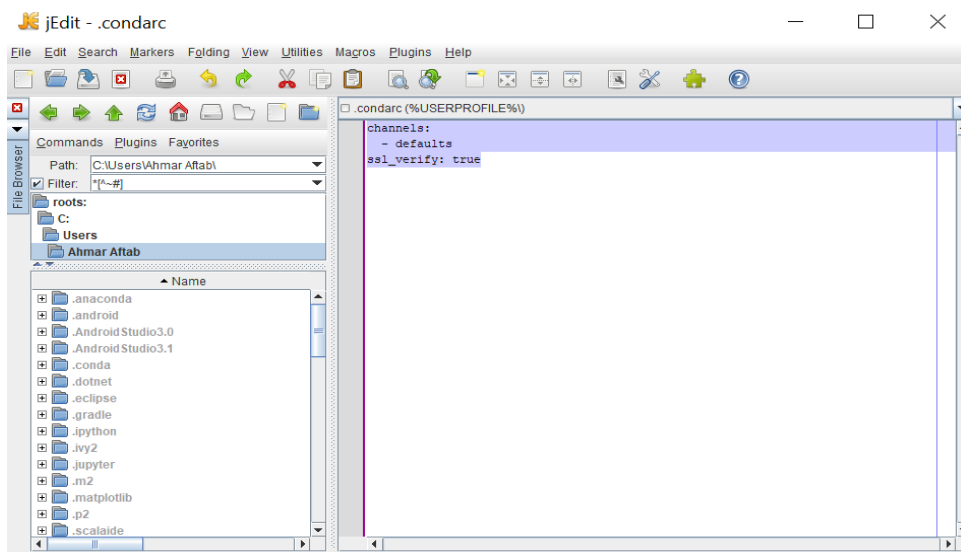 jEdit - .condarc
File Edit Search Markers Folding View Utilities Macros Plugins Help
File Browser
Commands Plugins Favorites
Path: C:\Users\Ahmar Aftab\
Filter: *[^~#]
roots:
C:
Users
Ahmar Aftab
Name
.anaconda
.android
.AndroidStudio3.0
.AndroidStudio3.1
.conda
.dotnet
.eclipse
.gradle
.ipython
.ivy2
.jupyter
.m2
.matplotlib
.p2
.scalaide
.condarc (%USERPROFILE%\)
channels:
  - defaults
ssl_verify: true